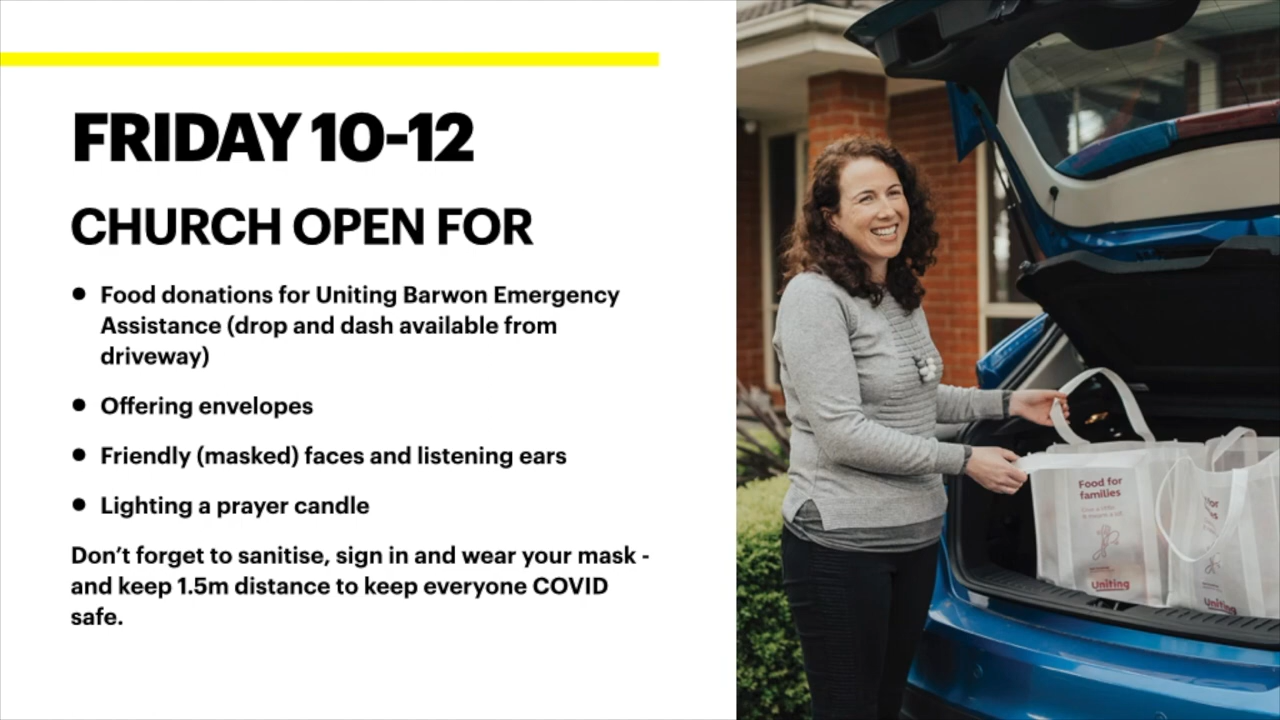 FRIDAY 10-12
CHURCH OPEN FOR
● Food donations for Uniting Barwon Emergency
Assistance (drop and dash available from
driveway)
● Offering envelopes
● Friendly (masked) faces and listening ears
● Lighting a prayer candle
Don’t forget to sanitise, sign in and wear your mask -
and keep 1.5m distance to keep everyone COVID
safe.
Food for
families
Uniting
Uniting